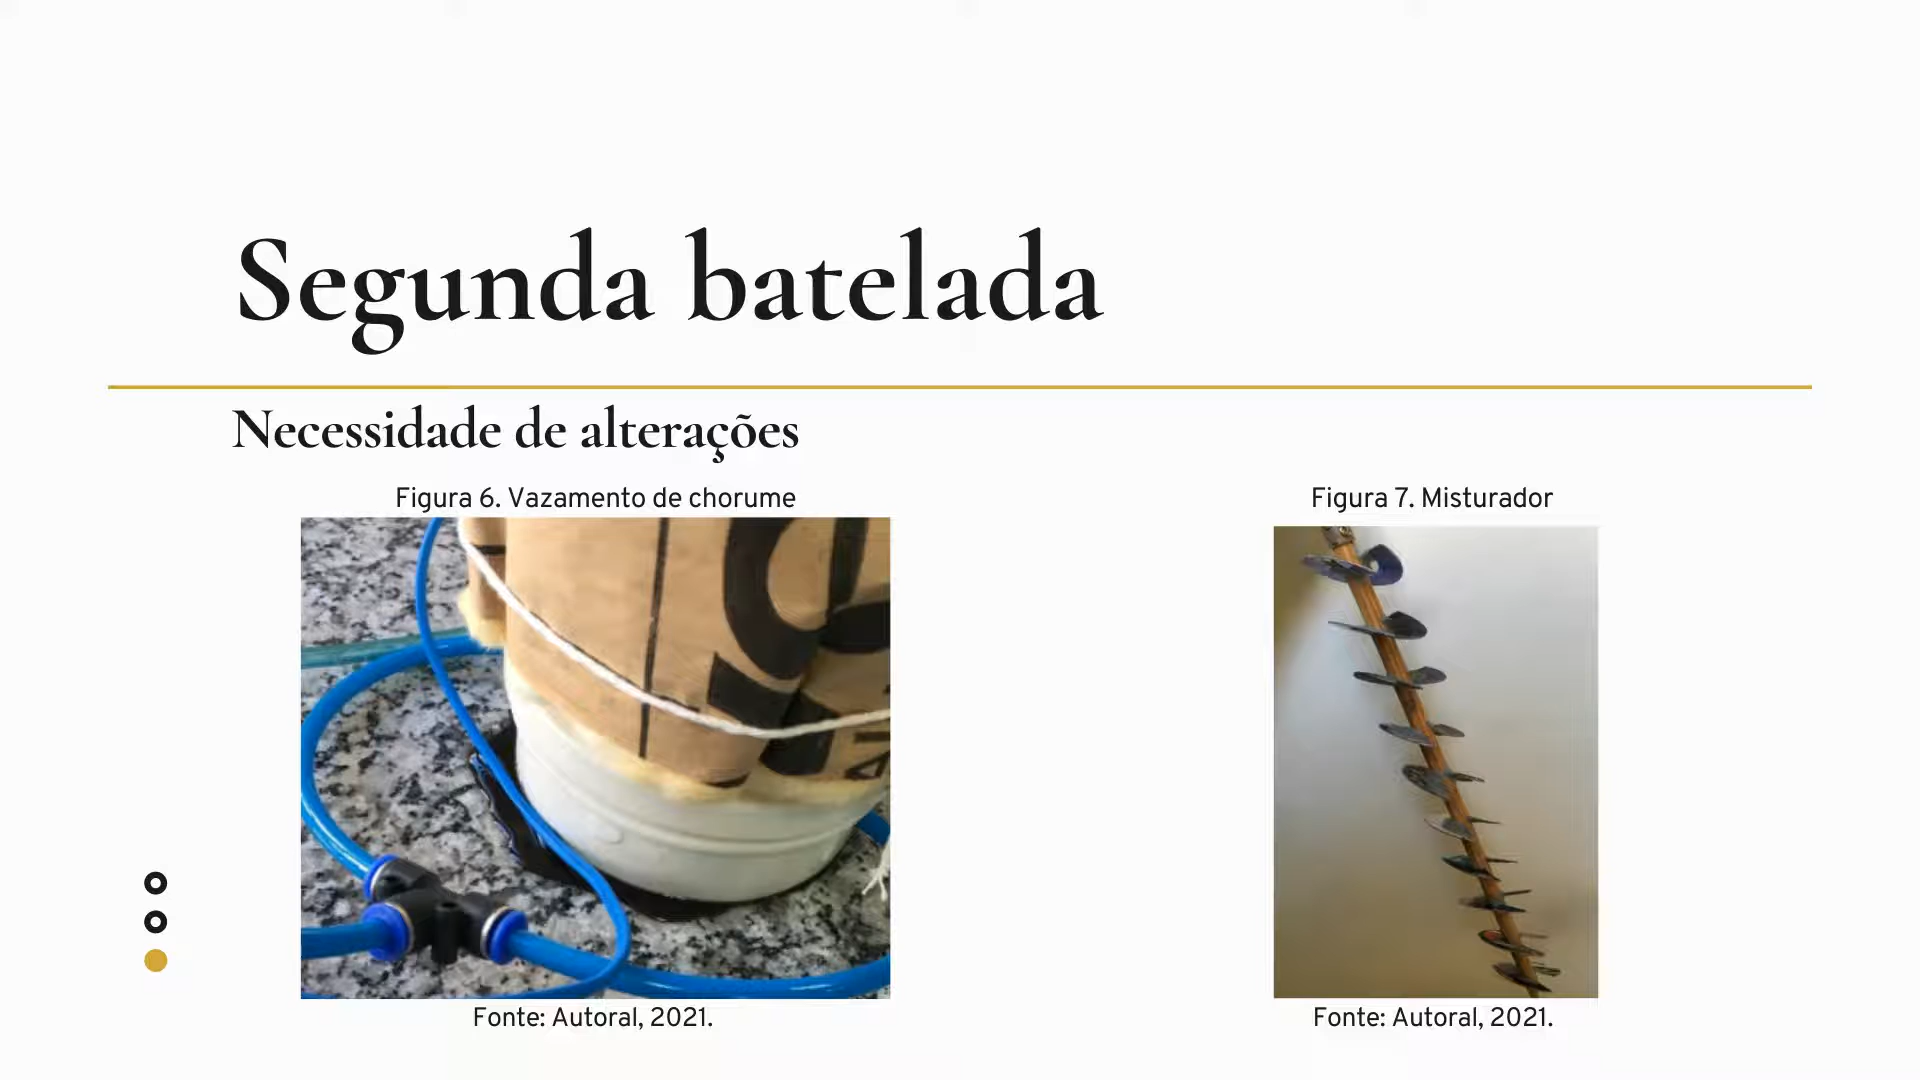 Segunda batelada
Necessidade de alterações
Figura 6. Vazamento de chorume
Figura 7. Misturador
Fonte: Autoral, 2021.
Fonte: Autoral, 2021.